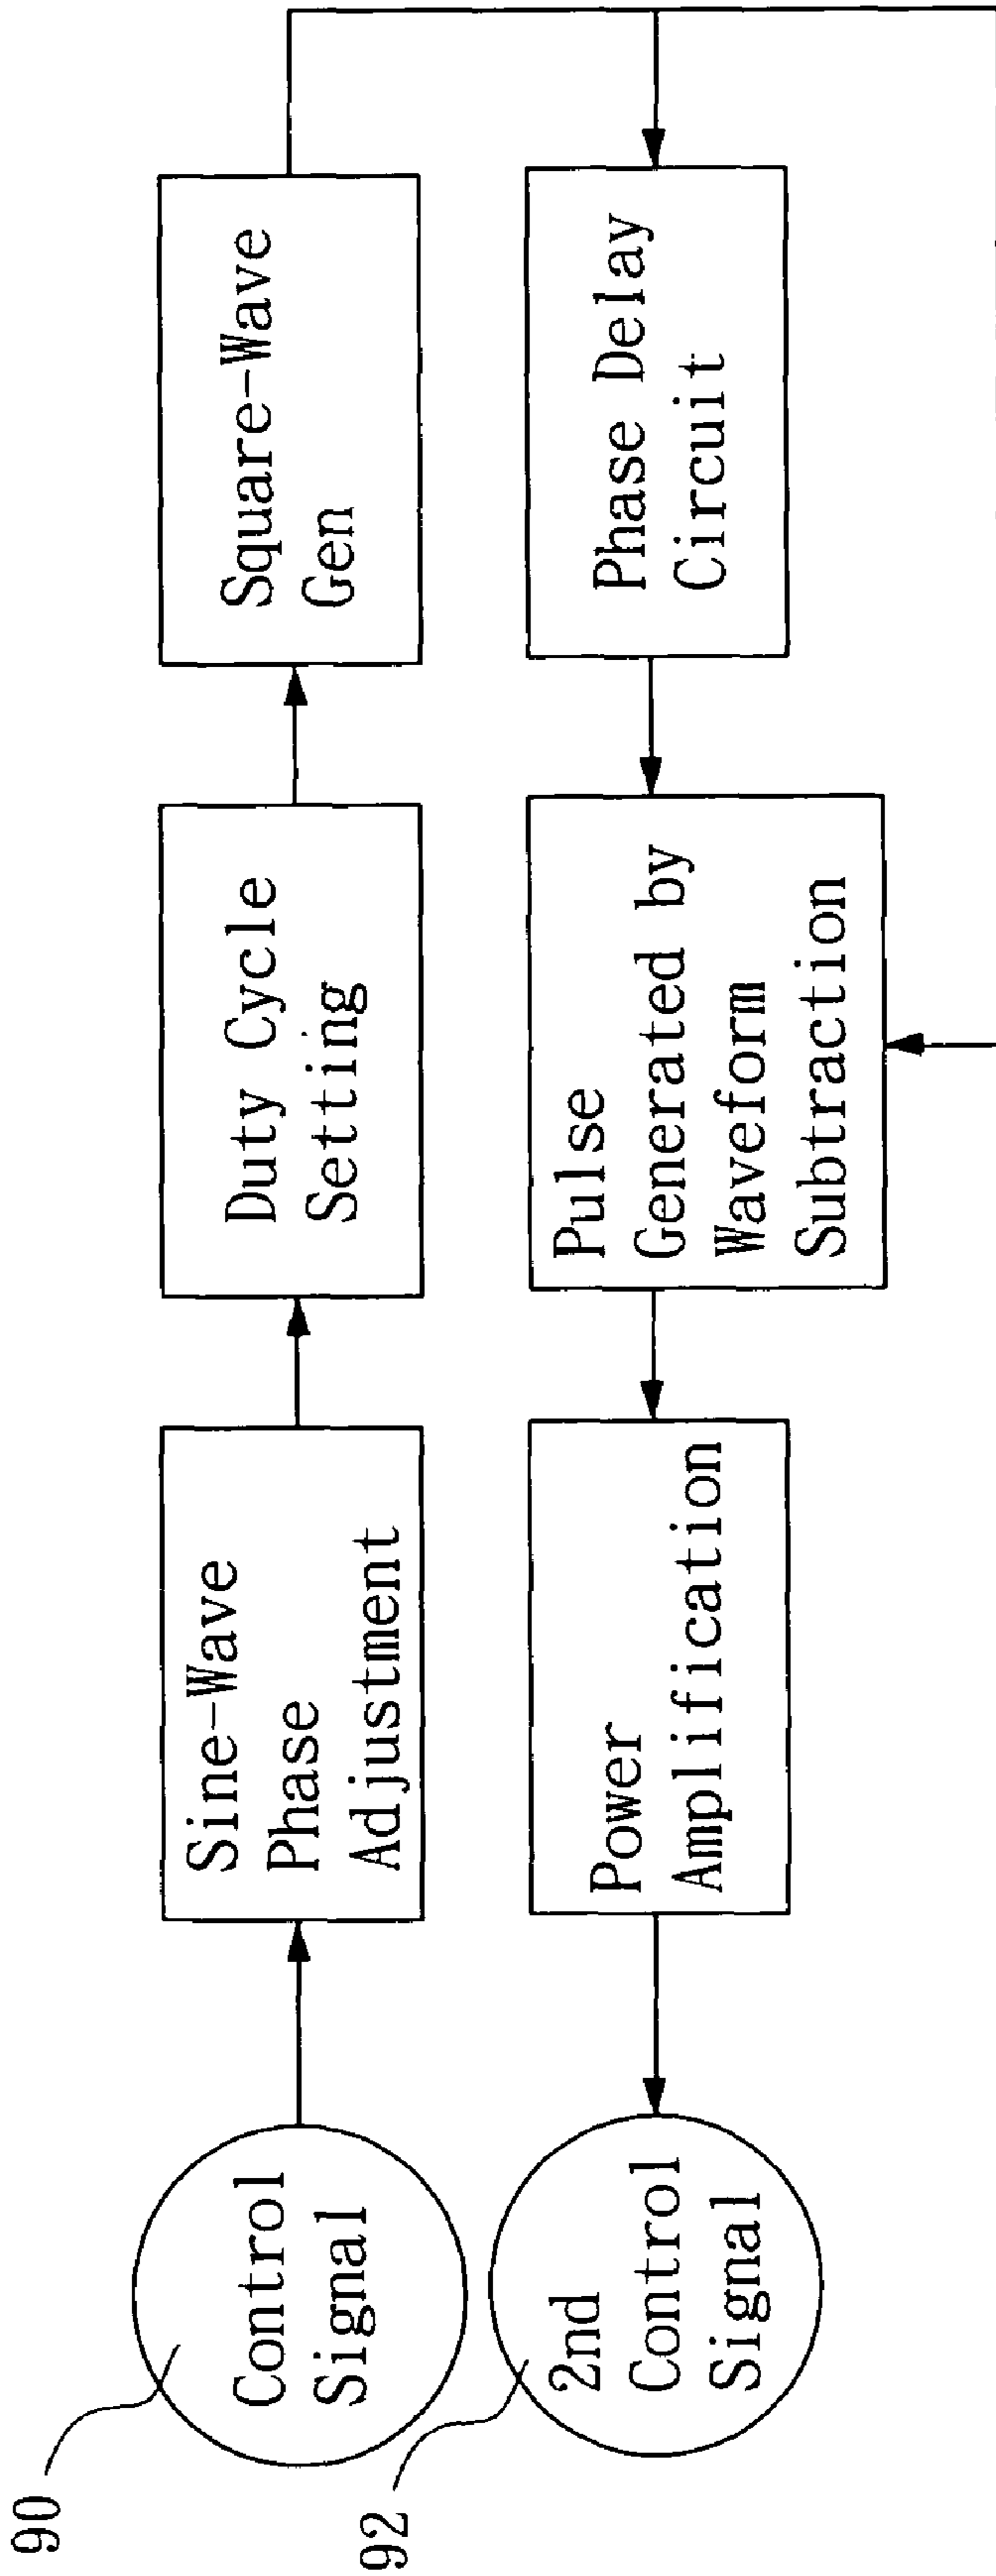 90
Control
Signal
Sine-Wave
Phase
Adjustment
Duty Cycle
Setting
Square-Wave
Gen
92
2nd
Control
Signal
Power
Amplification
Pulse
Generated by
Waveform
Subtraction
Phase Delay
Circuit